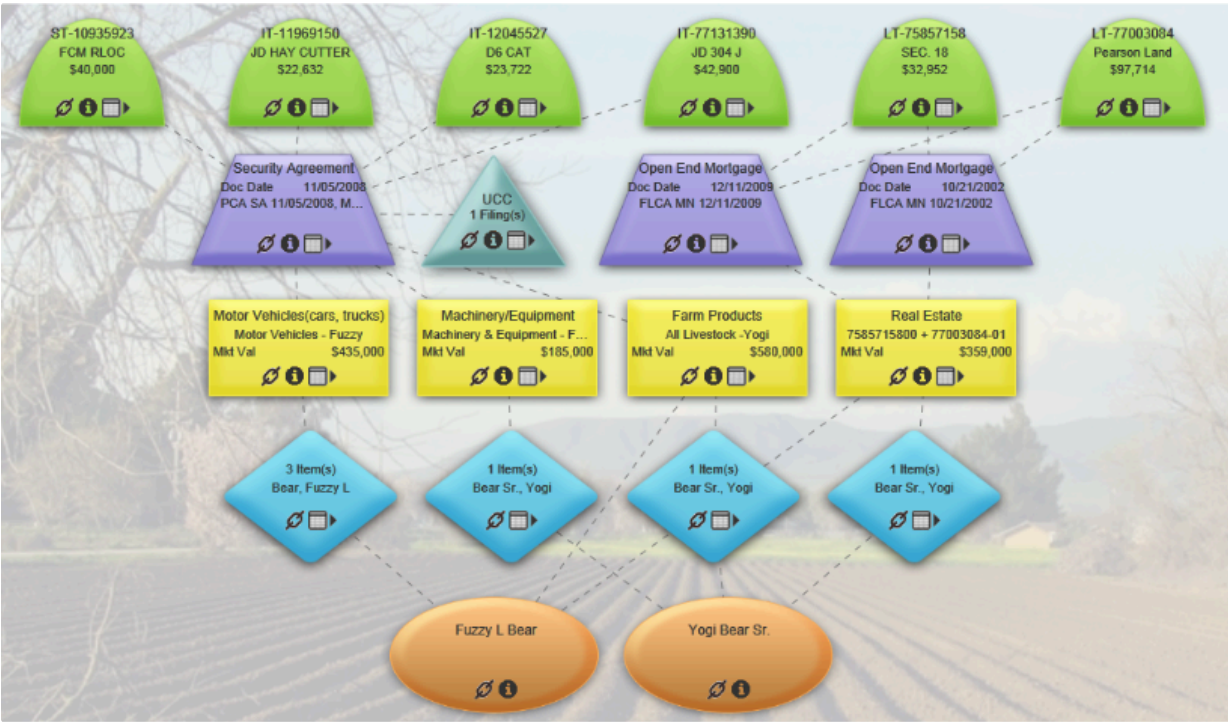 ST-10935923
FCM RLOC
$40,000
IT-11969150
JD HAY CUTTER
$22,632
IT-12045527
D6 CAT
$23,722
IT-77131390
JD 304 J
$42,900
LT-75857158
SEC. 18
$32,952
LT-77003084
Pearson Land
$97,714
Security Agreement
Doc Date 11/05/2008
PCA SA 11/05/2008, M...
UCC
1 Filing(s)
Open End Mortgage
Doc Date 12/11/2009
FLCA MN 12/11/2009
Open End Mortgage
Doc Date 10/21/2002
FLCA MN 10/21/2002
Motor Vehicles(cars, trucks)
Motor Vehicles - Fuzzy
Mkt Val $435,000
Machinery/Equipment
Machinery & Equipment - F...
Mkt Val $185,000
Farm Products
All Livestock -Yogi
Mkt Val $580,000
Real Estate
7585715800 + 77003084-01
Mkt Val $359,000
3 Item(s)
Bear, Fuzzy L
1 Item(s)
Bear Sr., Yogi
1 Item(s)
Bear Sr., Yogi
1 Item(s)
Bear Sr., Yogi
Fuzzy L Bear
Yogi Bear Sr.